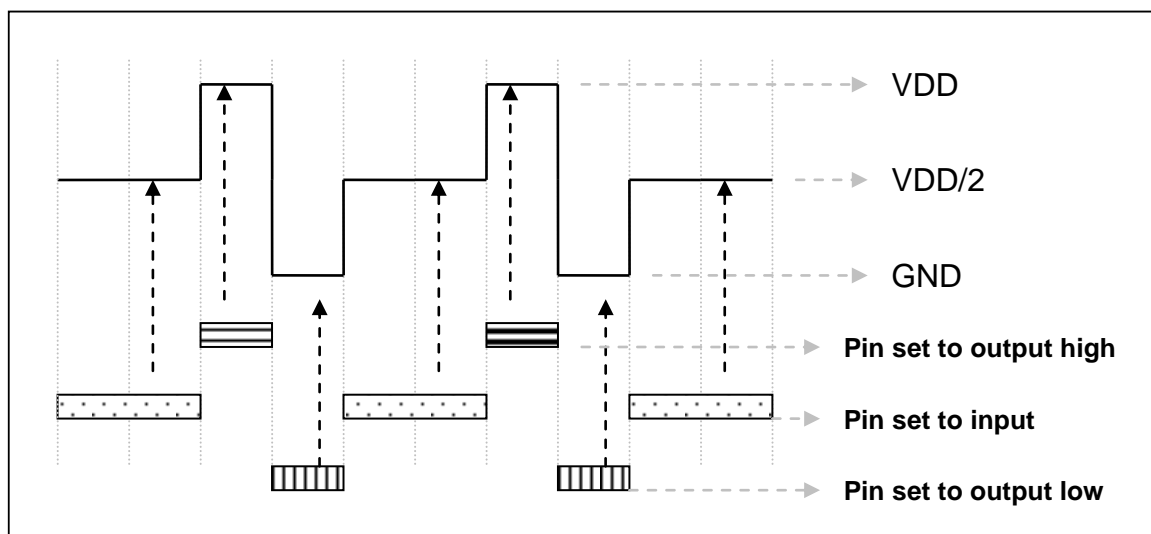 VDD
VDD/2
GND
Pin set to output high
Pin set to input
Pin set to output low